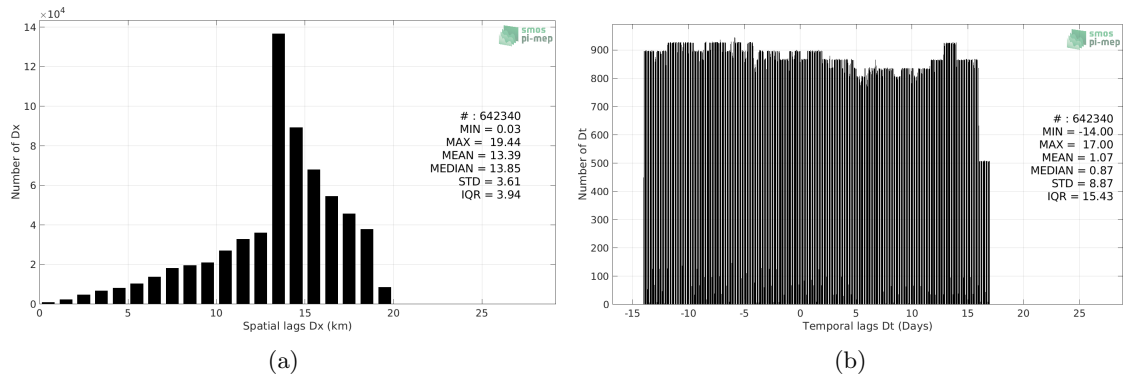 ×10⁴
14
12
10
8
6
4
2
0
Number of Dx
0 5 10 15 20 25
Spatial lags Dx (km)
smos
pi-mep
# : 642340
MIN = 0.03
MAX = 19.44
MEAN = 13.39
MEDIAN = 13.85
STD = 3.61
IQR = 3.94
(a)
900
800
700
600
500
400
300
200
100
0
Number of Dt
-15 -10 -5 0 5 10 15 20 25
Temporal lags Dt (Days)
smos
pi-mep
# : 642340
MIN = -14.00
MAX = 17.00
MEAN = 1.07
MEDIAN = 0.87
STD = 8.87
IQR = 15.43
(b)